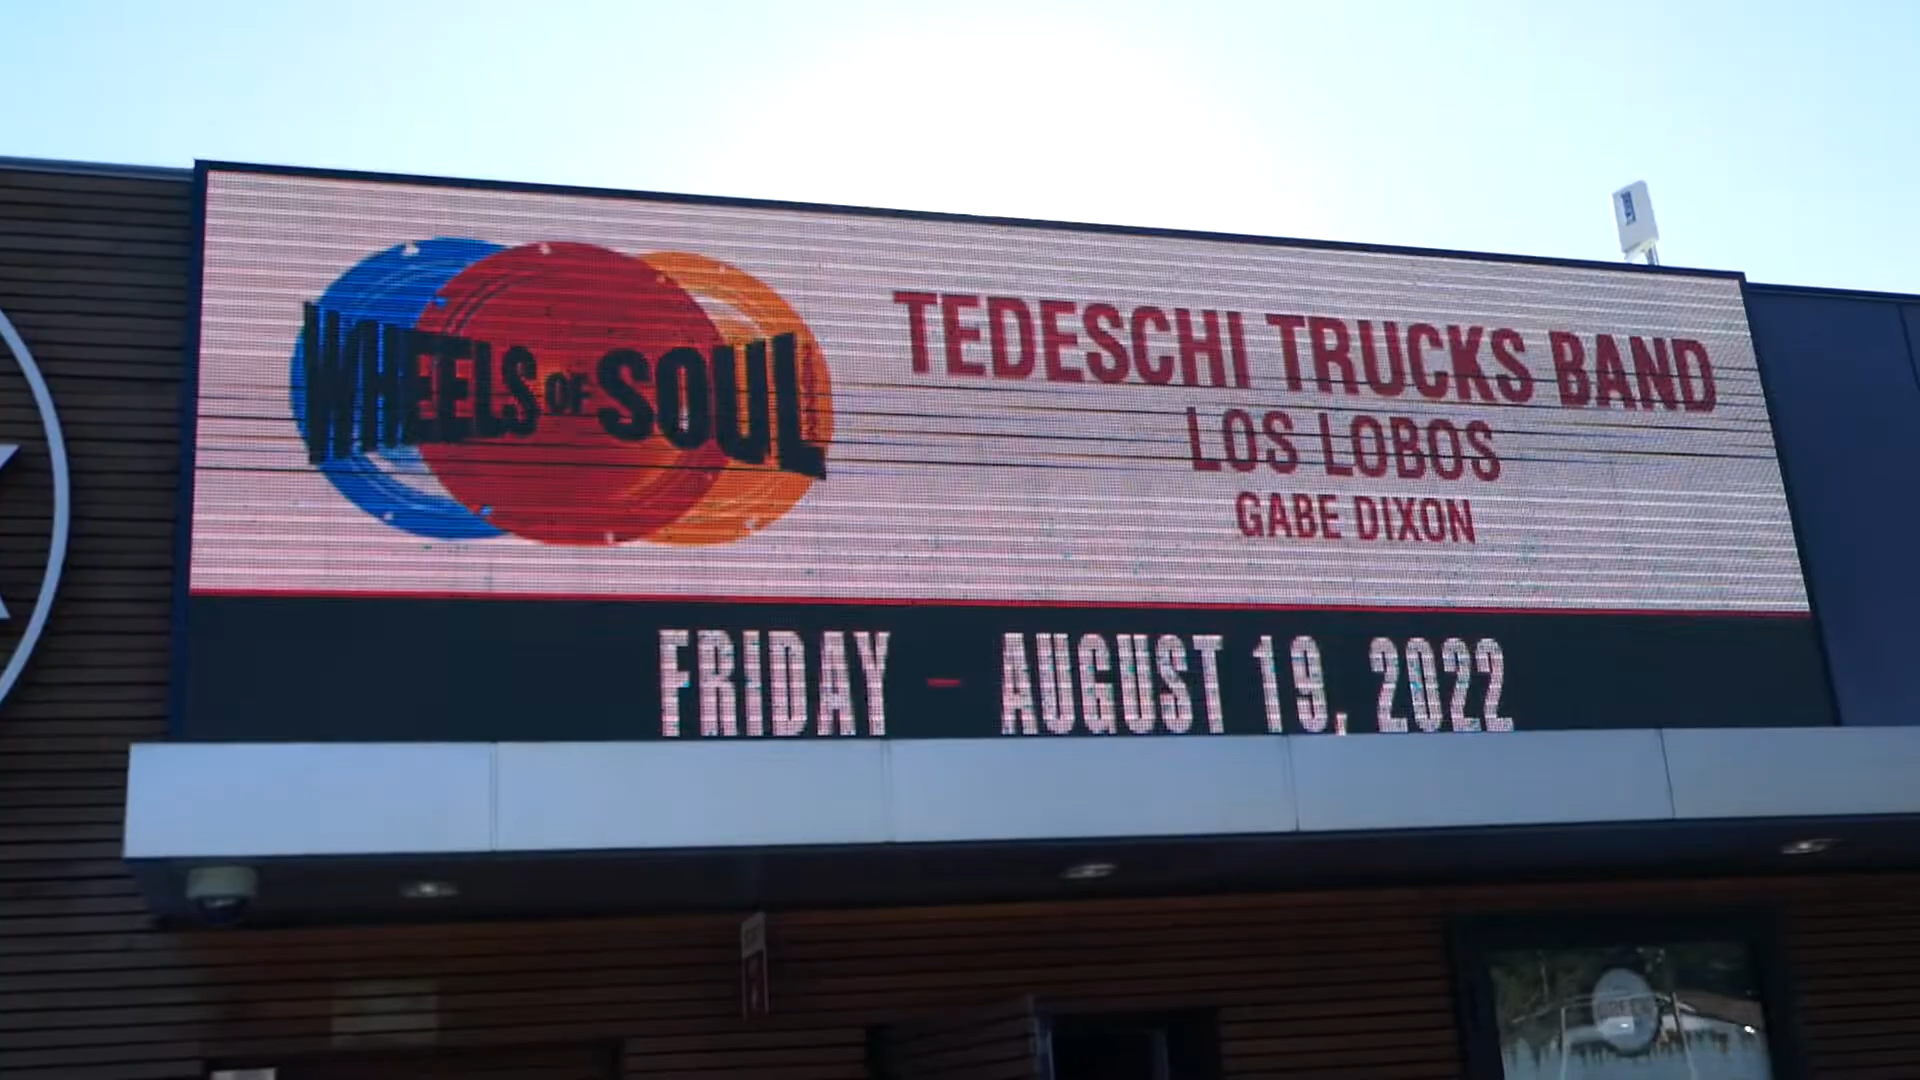 WHEELS OF SOUL
TEDESCHI TRUCKS BAND
LOS LOBOS
GABE DIXON
FRIDAY - AUGUST 19, 2022